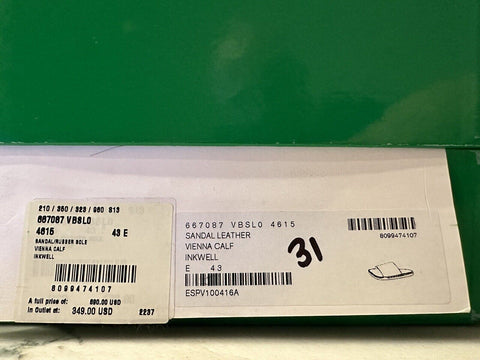 210 / 350 / 323 / 960 S13
667087 VBSL0
4615 43 E
SANDAL/RUBBER SOLE
VIENNA CALF
INKWELL
8099474107
A full price of: 690.00 USD
In Outlet at: 349.00 USD 2237
667087 VBSL0 4615
SANDAL LEATHER
VIENNA CALF
INKWELL
E 43
ESPV100416A
31
8099474107